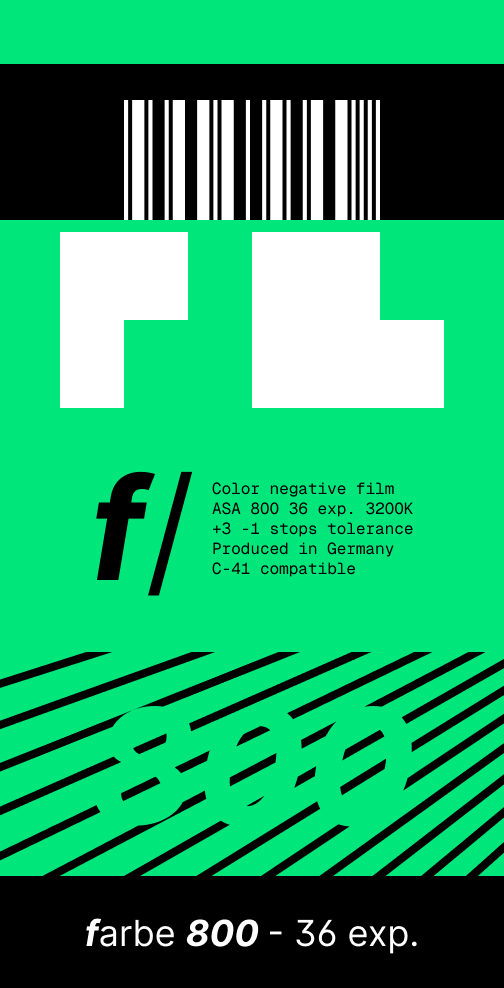 f/
Color negative film
ASA 800 36 exp. 3200K
+3 -1 stops tolerance
Produced in Germany
C-41 compatible
800
farbe 800 - 36 exp.